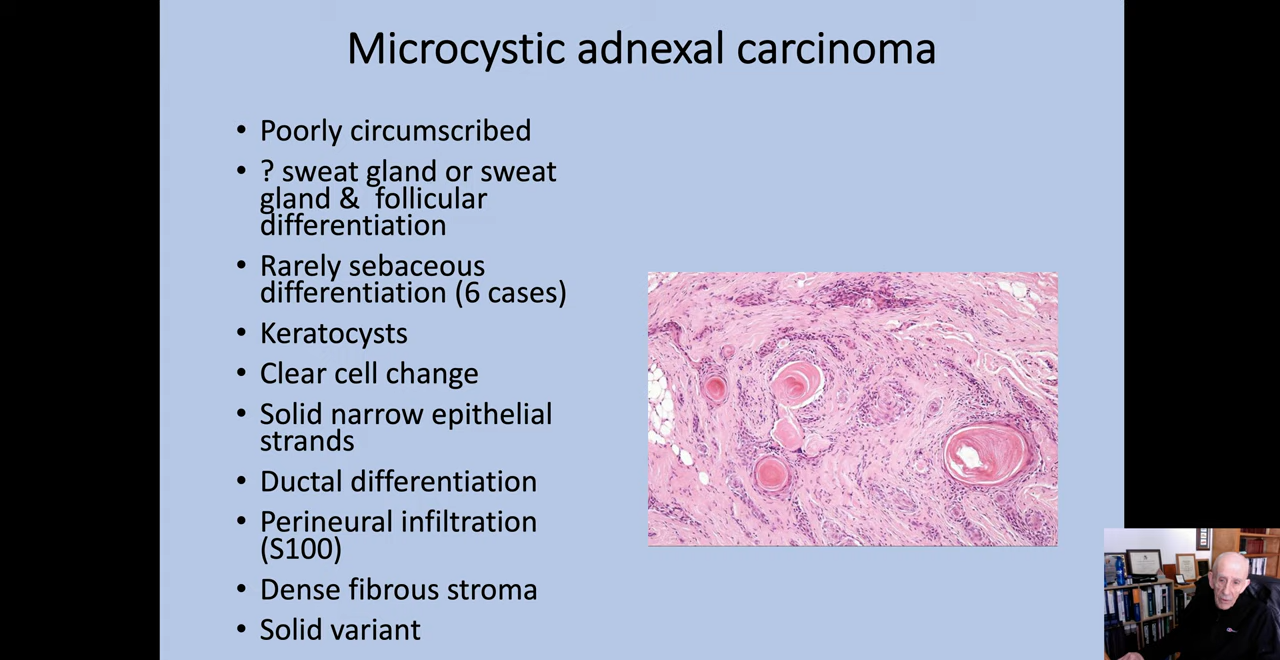 Microcystic adnexal carcinoma
• Poorly circumscribed
• ? sweat gland or sweat
gland &  follicular
differentiation
• Rarely sebaceous
differentiation (6 cases)
• Keratocysts
• Clear cell change
• Solid narrow epithelial
strands
• Ductal differentiation
• Perineural infiltration
(S100)
• Dense fibrous stroma
• Solid variant